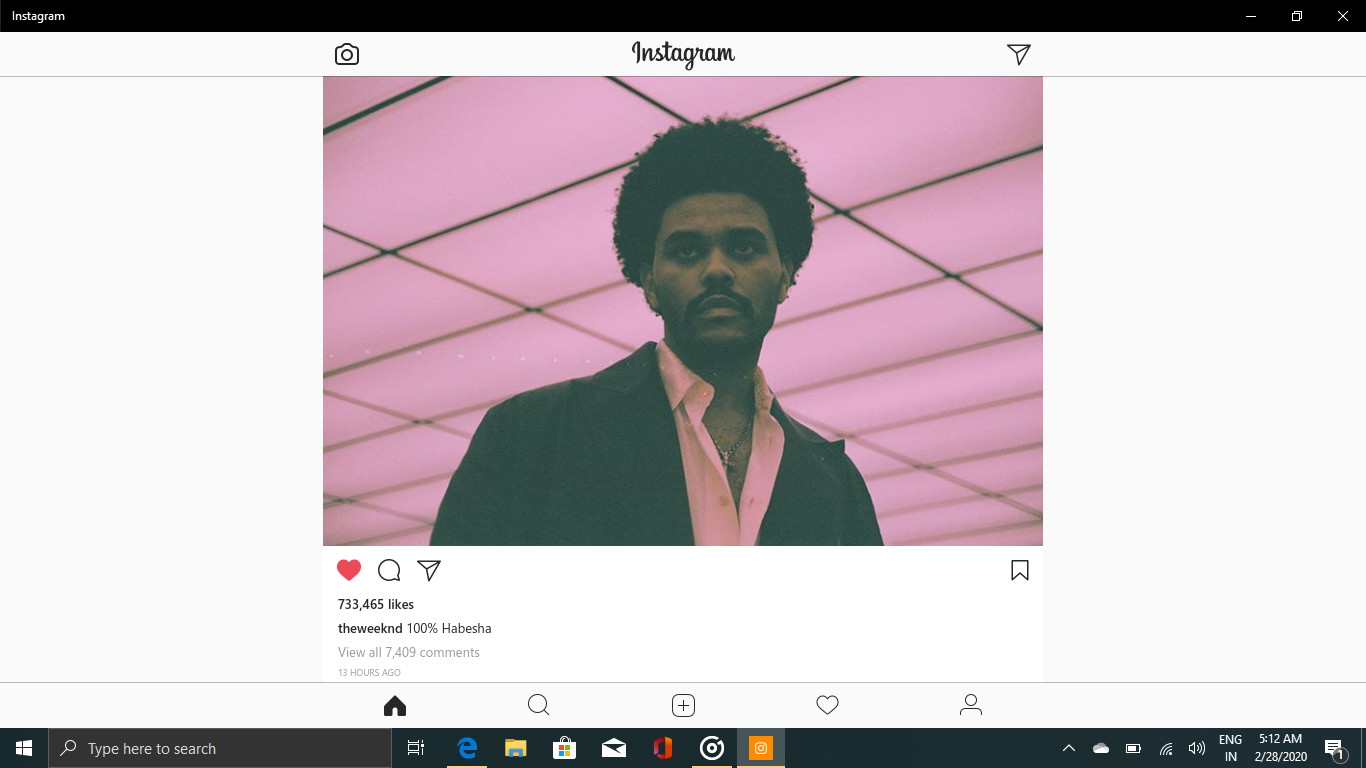 Instagram
Instagram
733,465 likes
theweeknd 100% Habesha
View all 7,409 comments
13 HOURS AGO
Type here to search
ENG
IN
5:12 AM
2/28/2020
1